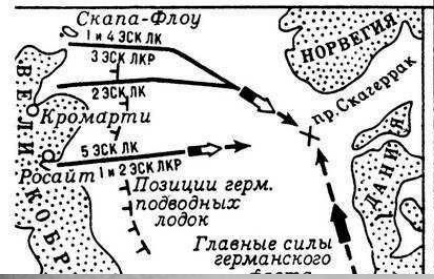 Скапа-Флоу
1 и 4 ЭСК ЛК
3 ЭСК ЛКР
2 ЭСК ЛК
Кромарти
5 ЭСК ЛК
1 и 2 ЭСК ЛКР
Росайт
Позиции герм.
подводных
лодок
Главные силы
германского
НОРВЕГИЯ
пр. Скагеррак
ДАНИЯ
ВЕЛИКОБР